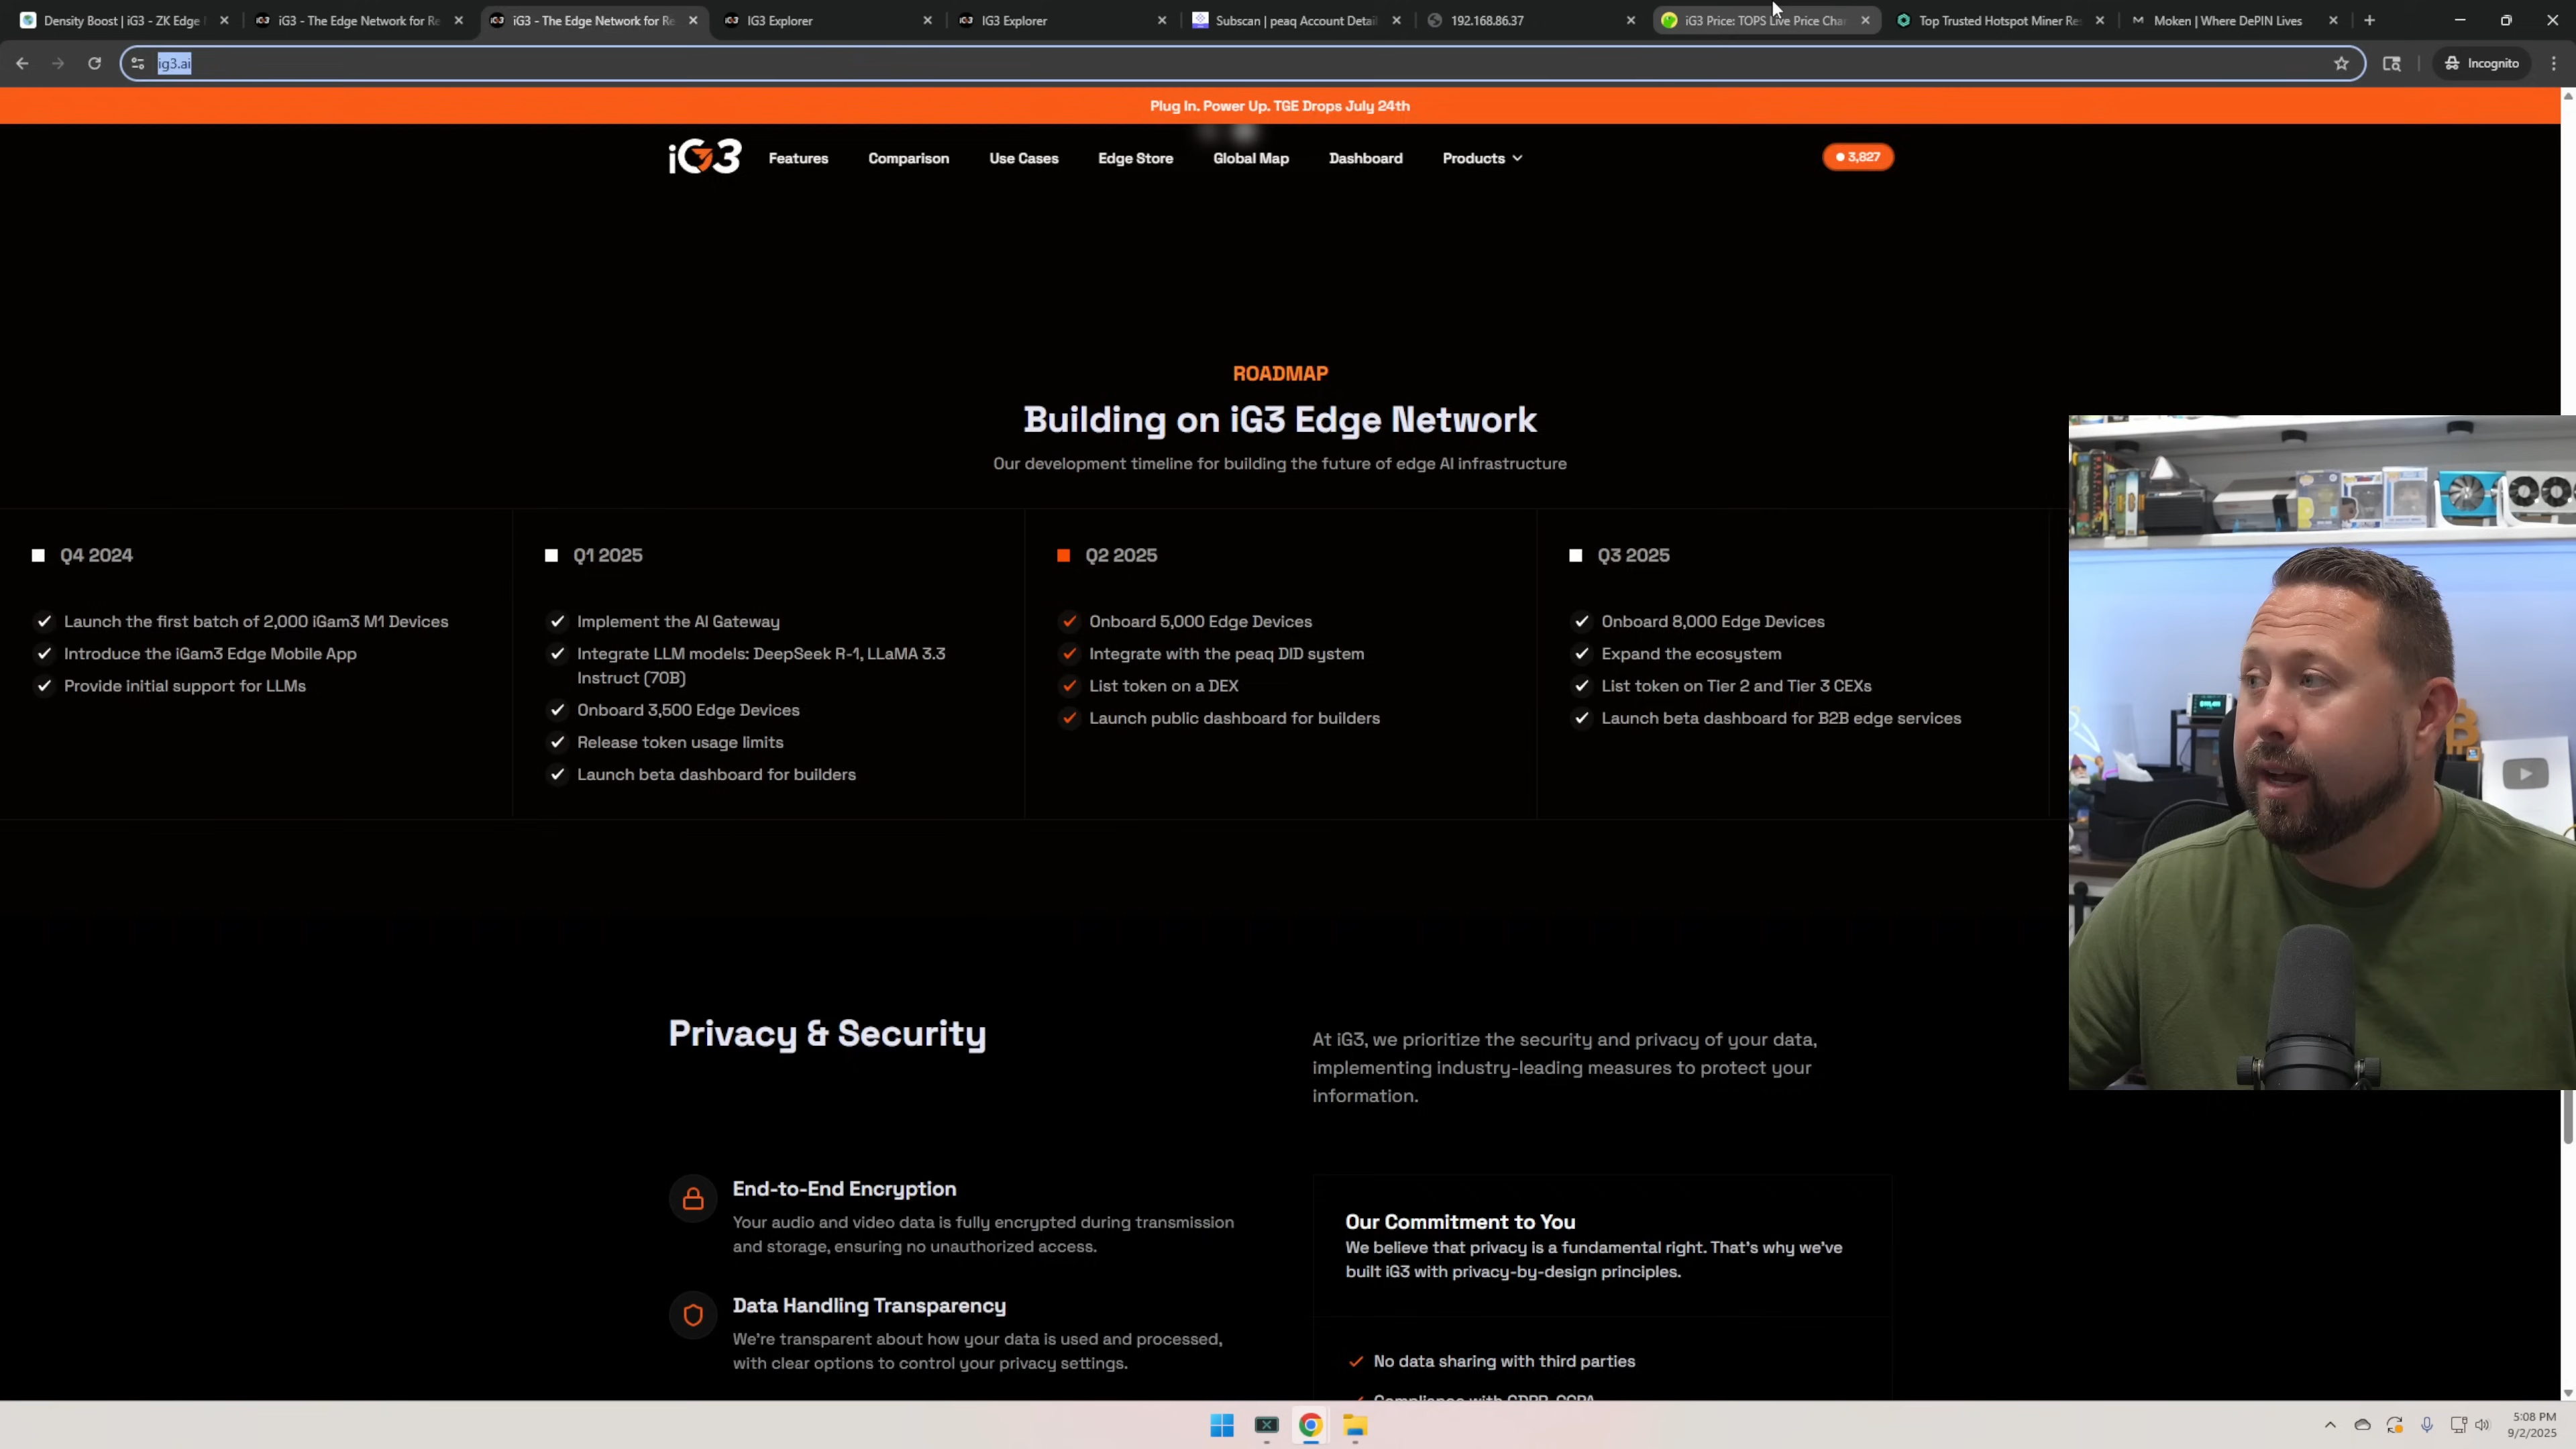 Density Boost | iG3 - ZK Edge
iG3 - The Edge Network for Re
iG3 - The Edge Network for Re
IG3 Explorer
IG3 Explorer
Subscan | peaq Account Detail
192.168.86.37
iG3 Price: TOPS Live Price Char
Top Trusted Hotspot Miner Re
Moken | Where DePIN Lives
ig3.ai
Incognito
Plug In. Power Up. TGE Drops July 24th
iG3
Features
Comparison
Use Cases
Edge Store
Global Map
Dashboard
Products
3,827
ROADMAP
Building on iG3 Edge Network
Our development timeline for building the future of edge AI infrastructure
Q4 2024
Launch the first batch of 2,000 iGam3 M1 Devices
Introduce the iGam3 Edge Mobile App
Provide initial support for LLMs
Q1 2025
Implement the AI Gateway
Integrate LLM models: DeepSeek R-1, LLaMA 3.3
Instruct (70B)
Onboard 3,500 Edge Devices
Release token usage limits
Launch beta dashboard for builders
Q2 2025
Onboard 5,000 Edge Devices
Integrate with the peaq DID system
List token on a DEX
Launch public dashboard for builders
Q3 2025
Onboard 8,000 Edge Devices
Expand the ecosystem
List token on Tier 2 and Tier 3 CEXs
Launch beta dashboard for B2B edge services
Privacy & Security
At iG3, we prioritize the security and privacy of your data,
implementing industry-leading measures to protect your
information.
End-to-End Encryption
Your audio and video data is fully encrypted during transmission
and storage, ensuring no unauthorized access.
Data Handling Transparency
We're transparent about how your data is used and processed,
with clear options to control your privacy settings.
Our Commitment to You
We believe that privacy is a fundamental right. That's why we've
built iG3 with privacy-by-design principles.
No data sharing with third parties
Compliance with GDPR, CCPA
5:08 PM
9/2/2025